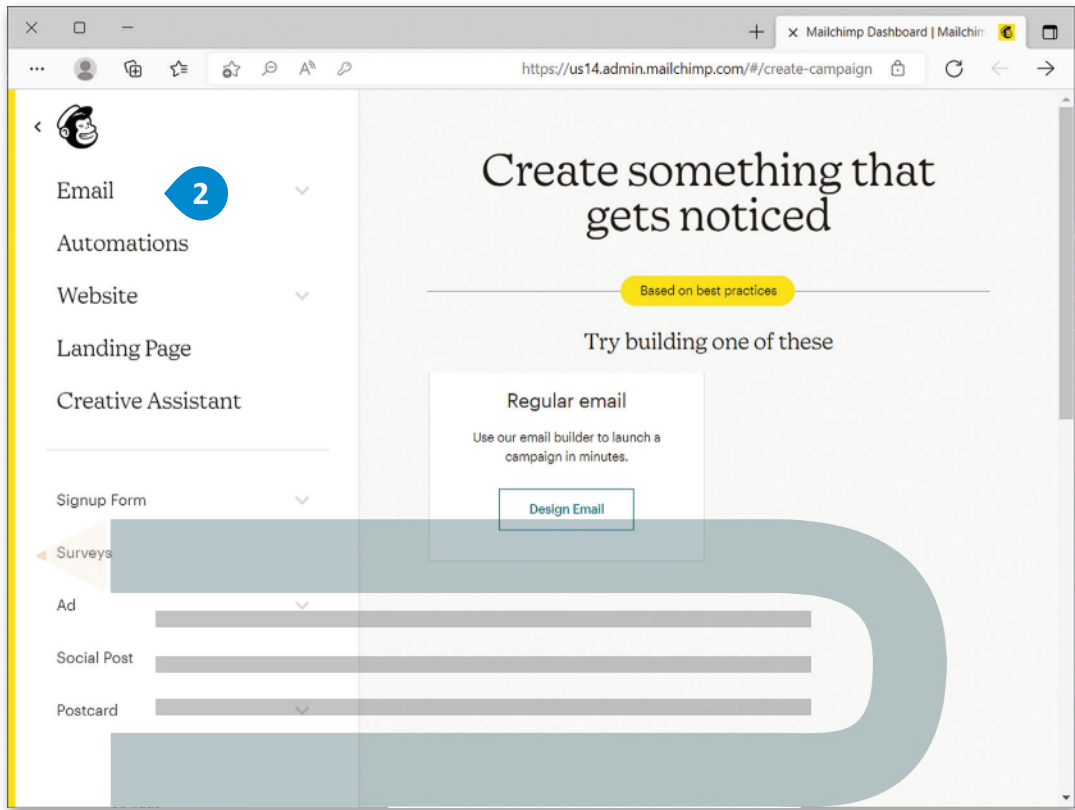 Mailchimp Dashboard | Mailchim
https://us14.admin.mailchimp.com/#/create-campaign
Email
2
Automations
Website
Landing Page
Creative Assistant
Signup Form
Surveys
Ad
Social Post
Postcard
Create something that
gets noticed
Based on best practices
Try building one of these
Regular email
Use our email builder to launch a
campaign in minutes.
Design Email